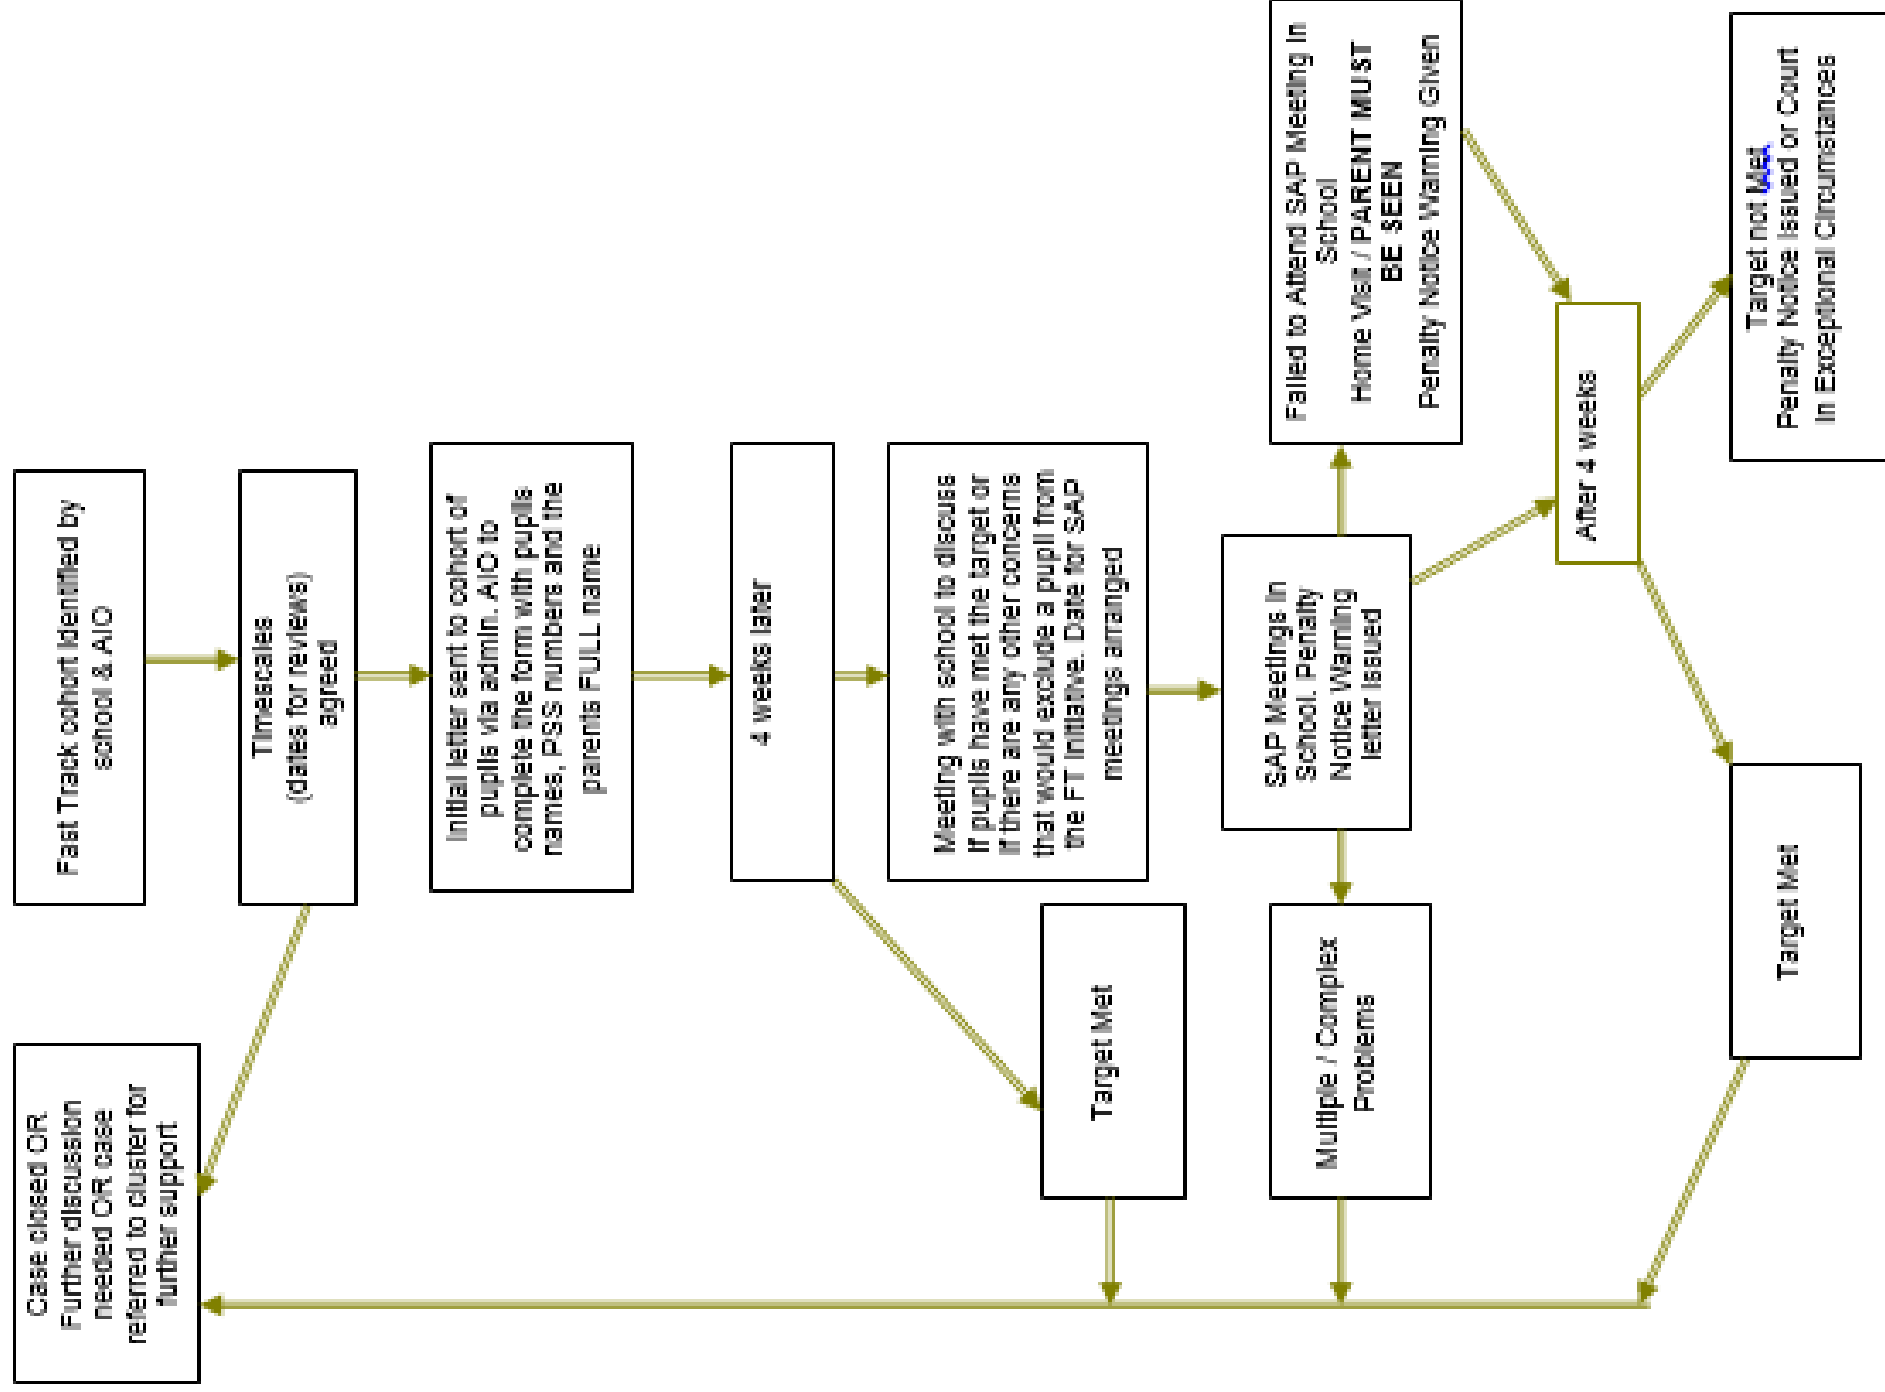 Fast Track cohort identified by
school & AIO
Timescales
(dates for reviews)
agreed
Case closed OR
Further discussion
needed OR case
referred to cluster for
further support
Initial letter sent to cohort of
pupils via admin. AIO to
complete the form with pupils
names, PSS numbers and the
parents FULL name
4 weeks later
Meeting with school to discuss
if pupils have met the target or
if there are any other concerns
that would exclude a pupil from
the FT Initiative. Date for SAP
meetings arranged
Target Met
SAP Meetings in
School. Penalty
Notice Warning
letter Issued
Failed to Attend SAP Meeting in
School
Home Visit / PARENT MUST
BE SEEN
Penalty Notice Warning Given
Multiple / Complex
Problems
After 4 weeks
Target not Met
Penalty Notice Issued or Court
in Exceptional Circumstances
Target Met